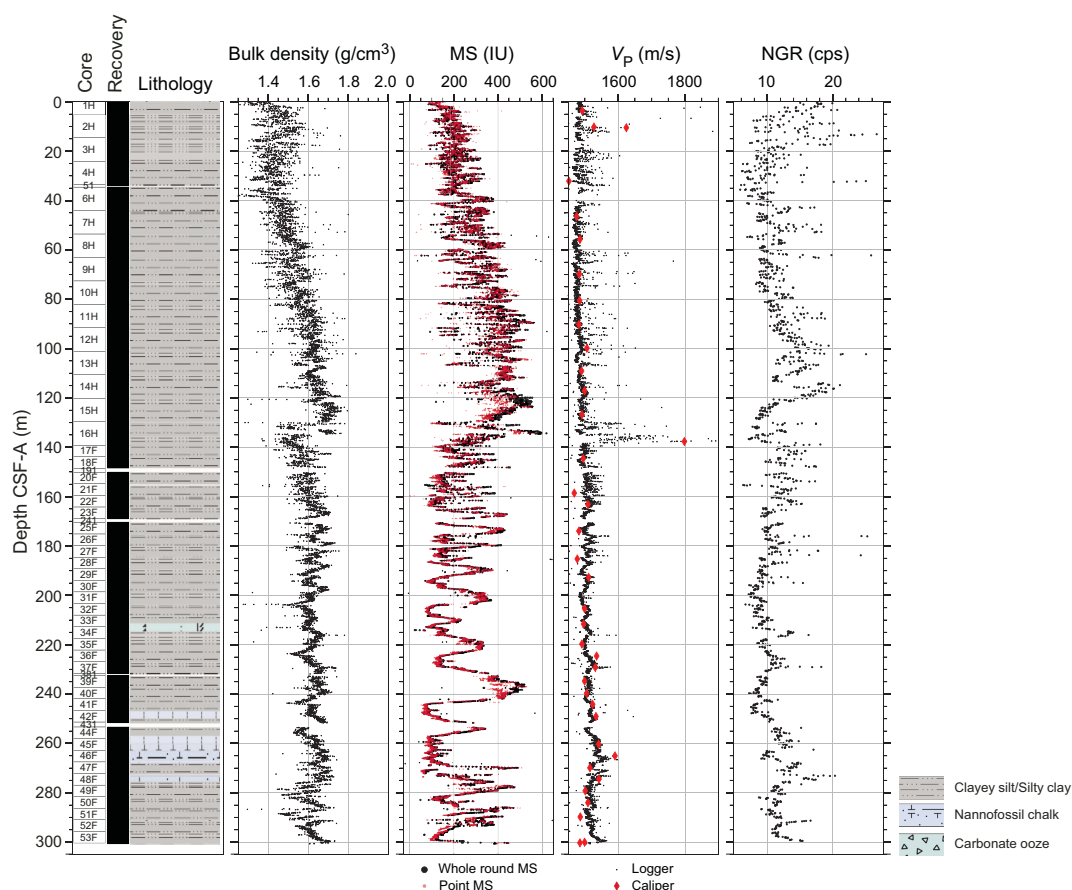 Core
Recovery
Lithology
Bulk density (g/cm3)
1.4 1.6 1.8 2.0
MS (IU)
0 200 400 600
VP (m/s)
1600 1800
NGR (cps)
10 20
Depth CSF-A (m)
0
20
40
60
80
100
120
140
160
180
200
220
240
260
280
300
1H
2H
3H
4H
51
6H
7H
8H
9H
10H
11H
12H
13H
14H
15H
16H
17F
18F
191
20F
21F
22F
23F
241
25F
26F
27F
28F
29F
30F
31F
32F
33F
34F
35F
36F
37F
381
39F
40F
41F
42F
431
44F
45F
46F
47F
48F
49F
50F
51F
52F
53F
Clayey silt/Silty clay
Nannofossil chalk
Carbonate ooze
Whole round MS
Point MS
Logger
Caliper